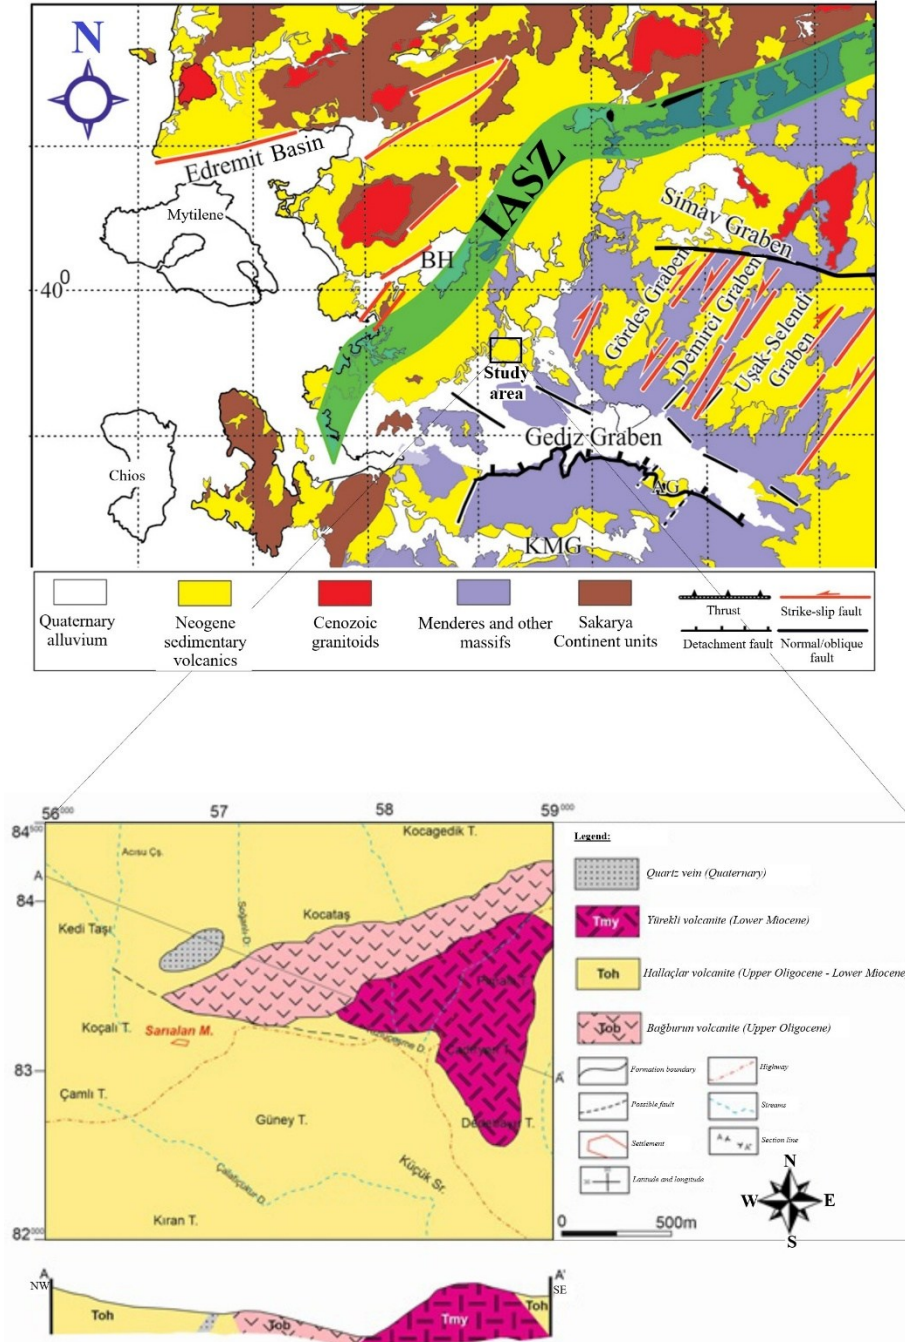 N
Edremit Basin
Mytilene
IASZ
BH
Simav Graben
40⁰
Gördes Graben
Demirci Graben
Uşak-Selendi
Graben
Study
area
Gediz Graben
Chios
AG
KMG
Quaternary
alluvium
Neogene
sedimentary
volcanics
Cenozoic
granitoids
Menderes and other
massifs
Sakarya
Continent units
Thrust
Strike-slip fault
Detachment fault
Normal/oblique
fault
56⁰⁰⁰
57
58
59⁰⁰⁰
84⁵⁰⁰
Kocagedik T.
Acısu Çş.
A
84
Soğanlı D.
Kocataş
Kedi Taşı
Koçalı T.
Sarıalan M.
83
A'
Çamlı T.
Güney T.
Küçük Sr.
Kıran T.
82⁰⁰⁰
Legend:
Quartz vein (Quaternary)
Tmy
Yürekli volcanite (Lower Miocene)
Toh
Hallaçlar volcanite (Upper Oligocene - Lower Miocene
Tob
Bağburun volcanite (Upper Oligocene)
Formation boundary
Highway
Possible fault
Streams
Settlement
A A'
Section line
Latitude and longitude
N
W E
S
0 500m
A
NW
A'
SE
Toh
Tob
Tmy
Toh